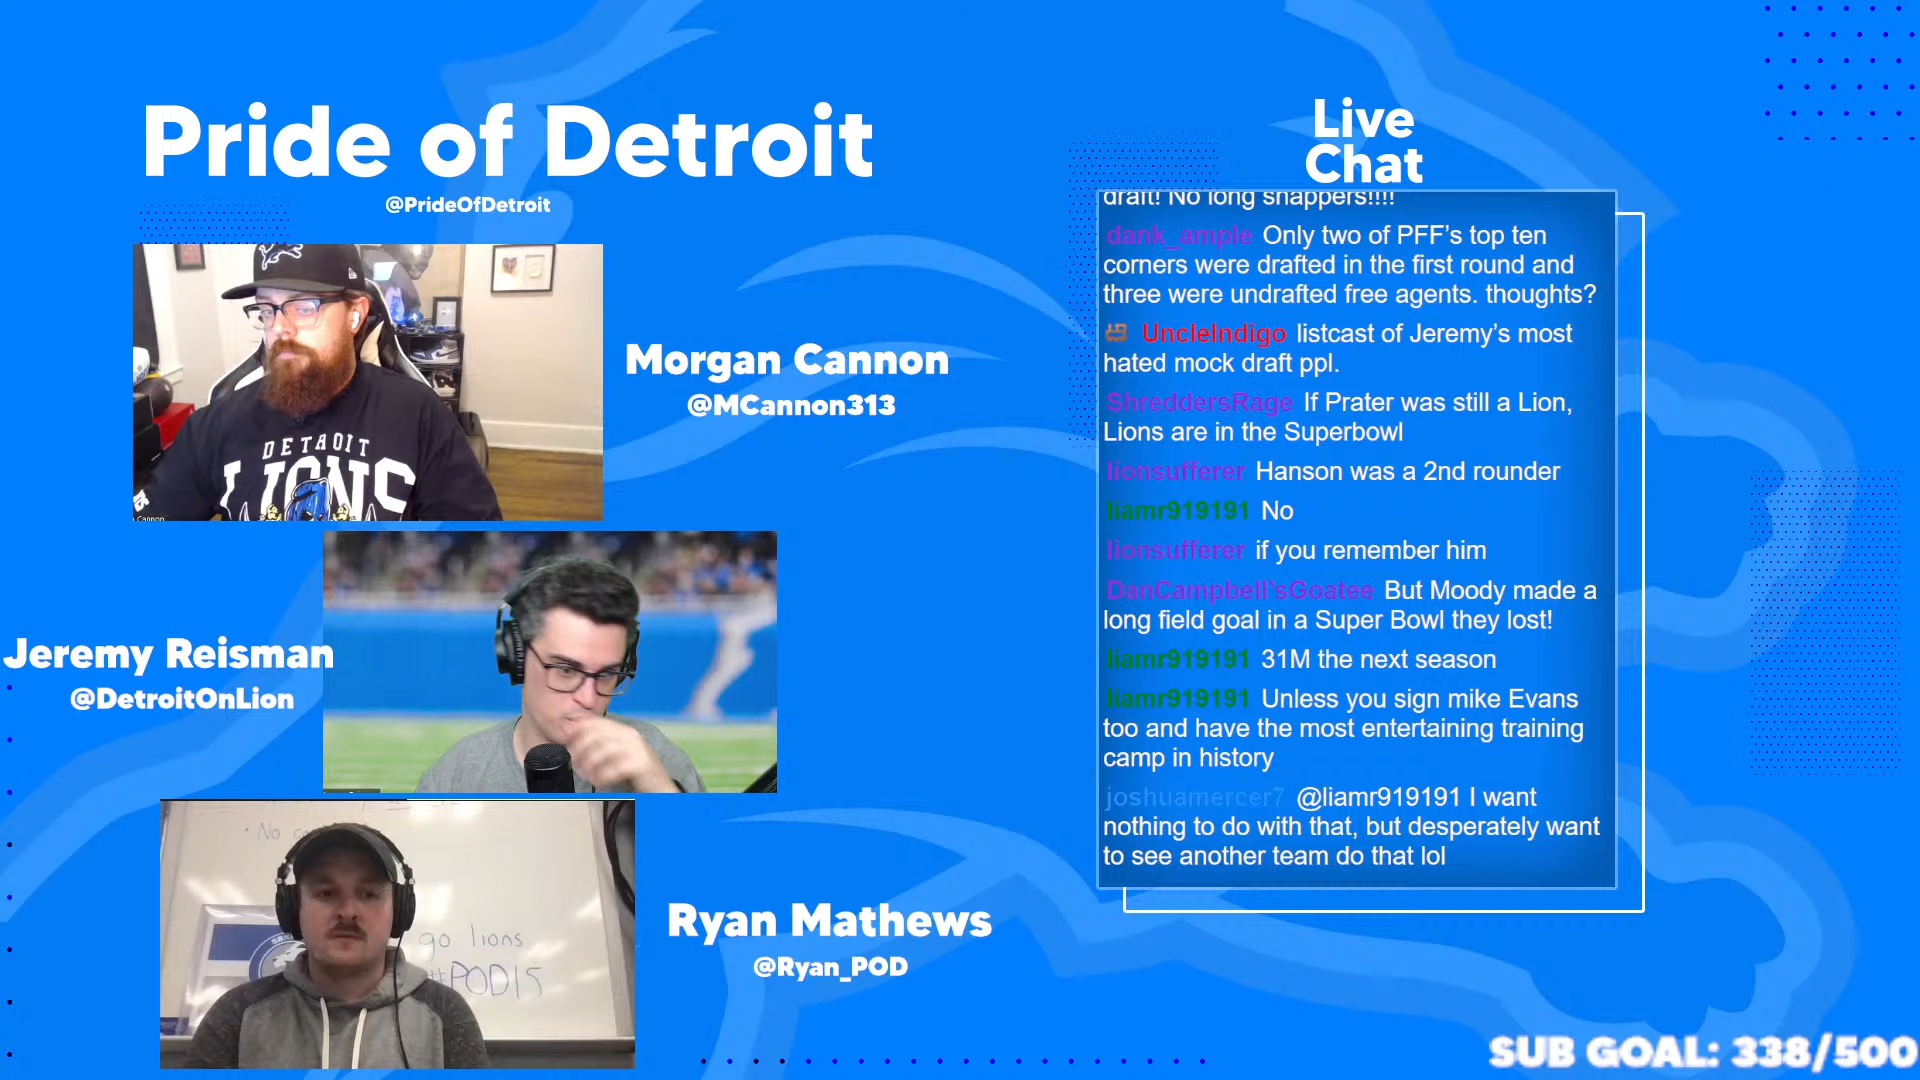 Pride of Detroit
@PrideOfDetroit
Live
Chat
draft! No long snappers!!!!
dank_ample Only two of PFF’s top ten
corners were drafted in the first round and
three were undrafted free agents. thoughts?
UncleIndigo listcast of Jeremy’s most
hated mock draft ppl.
ShreddersRage If Prater was still a Lion,
Lions are in the Superbowl
lionsufferer Hanson was a 2nd rounder
liamr919191 No
lionsufferer if you remember him
DanCampbell'sGoatee But Moody made a
long field goal in a Super Bowl they lost!
liamr919191 31M the next season
liamr919191 Unless you sign mike Evans
too and have the most entertaining training
camp in history
joshuamercer7 @liamr919191 I want
nothing to do with that, but desperately want
to see another team do that lol
DETROIT
LIONS
Cannon
Morgan Cannon
@MCannon313
Jeremy Reisman
@DetroitOnLion
No
go lions
#POD15
Ryan Mathews
@Ryan_POD
SUB GOAL: 338/500